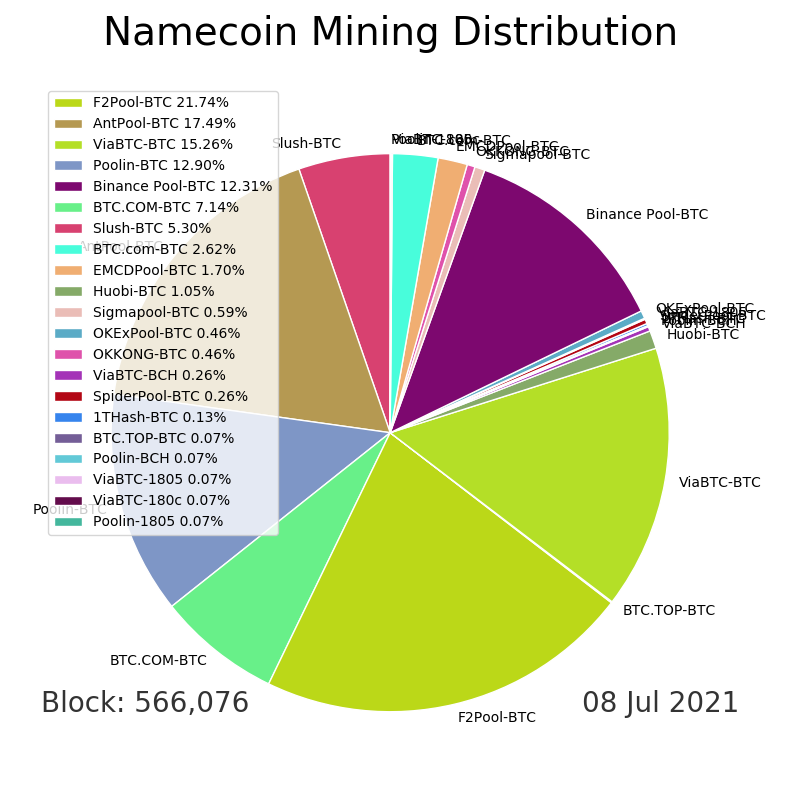 Namecoin Mining Distribution
F2Pool-BTC 21.74%
AntPool-BTC 17.49%
ViaBTC-BTC 15.26%
Poolin-BTC 12.90%
Binance Pool-BTC 12.31%
BTC.COM-BTC 7.14%
Slush-BTC 5.30%
BTC.com-BTC 2.62%
EMCDPool-BTC 1.70%
Huobi-BTC 1.05%
Sigmapool-BTC 0.59%
OKExPool-BTC 0.46%
OKKONG-BTC 0.46%
ViaBTC-BCH 0.26%
SpiderPool-BTC 0.26%
1THash-BTC 0.13%
BTC.TOP-BTC 0.07%
Poolin-BCH 0.07%
ViaBTC-1805 0.07%
ViaBTC-180c 0.07%
Poolin-1805 0.07%
Slush-BTC
EMCDPool-BTC
OKKONG-BTC
Sigmapool-BTC
Binance Pool-BTC
AntPool-BTC
OKExPool-BTC
ViaBTC-BCH
Huobi-BTC
ViaBTC-BTC
Poolin-BTC
BTC.TOP-BTC
BTC.COM-BTC
F2Pool-BTC
Block: 566,076
08 Jul 2021